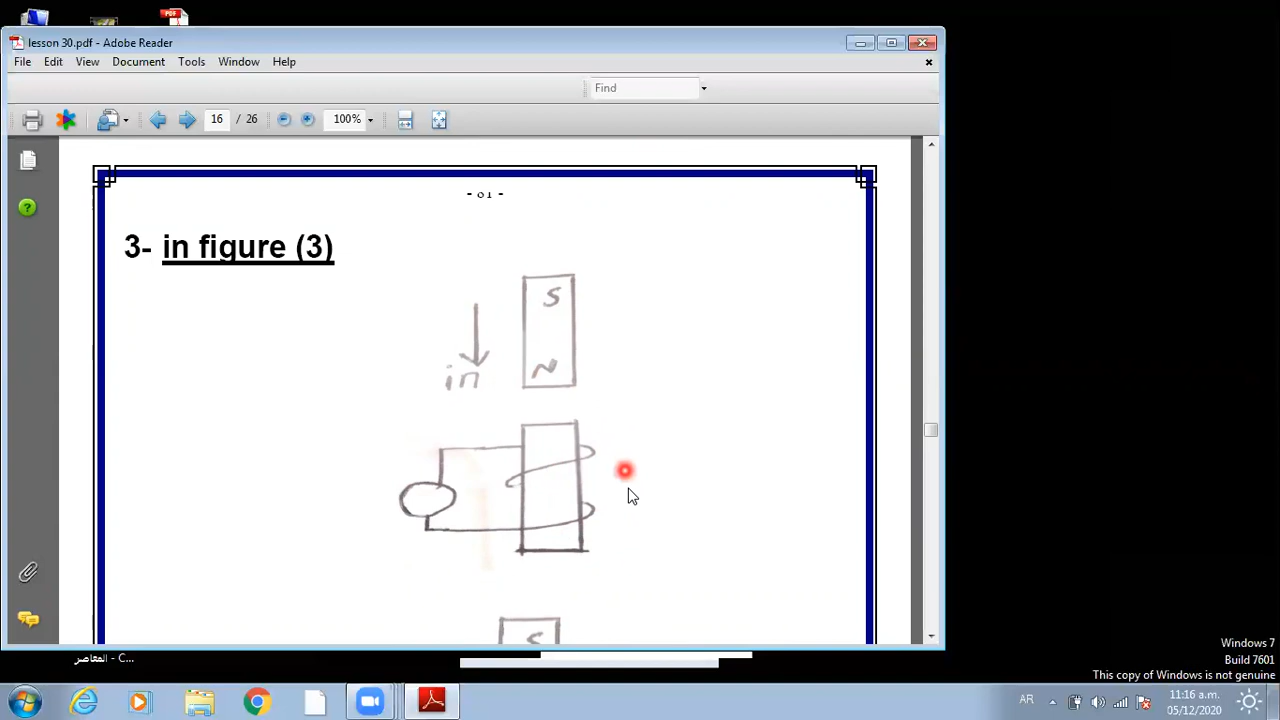 lesson 30.pdf - Adobe Reader
File Edit View Document Tools Window Help
Find
16 / 26 100%
- 81 -
3- in figure (3)
S
in N
S
المعاصر - C...
Windows 7
Build 7601
This copy of Windows is not genuine
AR 11:16 a.m.
05/12/2020